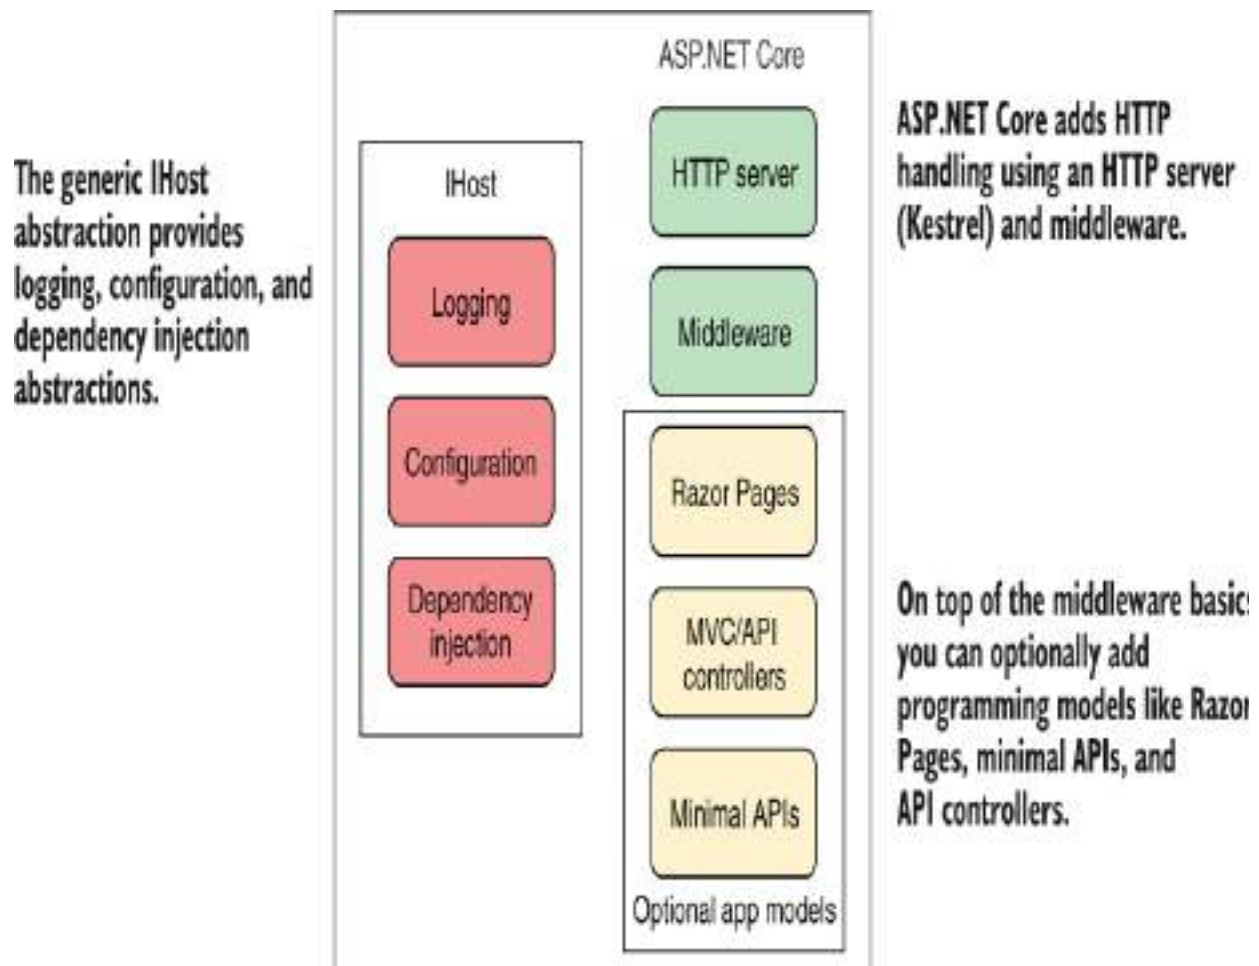 The generic IHost
abstraction provides
logging, configuration, and
dependency injection
abstractions.
IHost
Logging
Configuration
Dependency
injection
ASP.NET Core
HTTP server
Middleware
Razor Pages
MVC/API
controllers
Minimal APIs
Optional app models
ASP.NET Core adds HTTP
handling using an HTTP server
(Kestrel) and middleware.
On top of the middleware basics
you can optionally add
programming models like Razor
Pages, minimal APIs, and
API controllers.